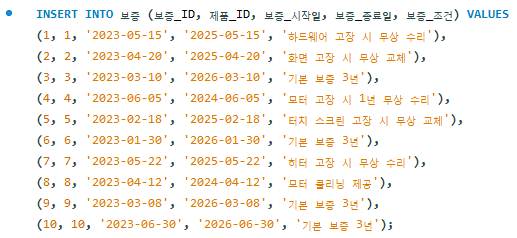 INSERT INTO 보증 (보증_ID, 제품_ID, 보증_시작일, 보증_종료일, 보증_조건) VALUES
(1, 1, '2023-05-15', '2025-05-15', '하드웨어 고장 시 무상 수리'),
(2, 2, '2023-04-20', '2025-04-20', '화면 고장 시 무상 교체'),
(3, 3, '2023-03-10', '2026-03-10', '기본 보증 3년'),
(4, 4, '2023-06-05', '2024-06-05', '모터 고장 시 1년 무상 수리'),
(5, 5, '2023-02-18', '2025-02-18', '터치 스크린 고장 시 무상 교체'),
(6, 6, '2023-01-30', '2026-01-30', '기본 보증 3년'),
(7, 7, '2023-05-22', '2025-05-22', '히터 고장 시 무상 수리'),
(8, 8, '2023-04-12', '2024-04-12', '모터 클리닝 제공'),
(9, 9, '2023-03-08', '2026-03-08', '기본 보증 3년'),
(10, 10, '2023-06-30', '2026-06-30', '기본 보증 3년');